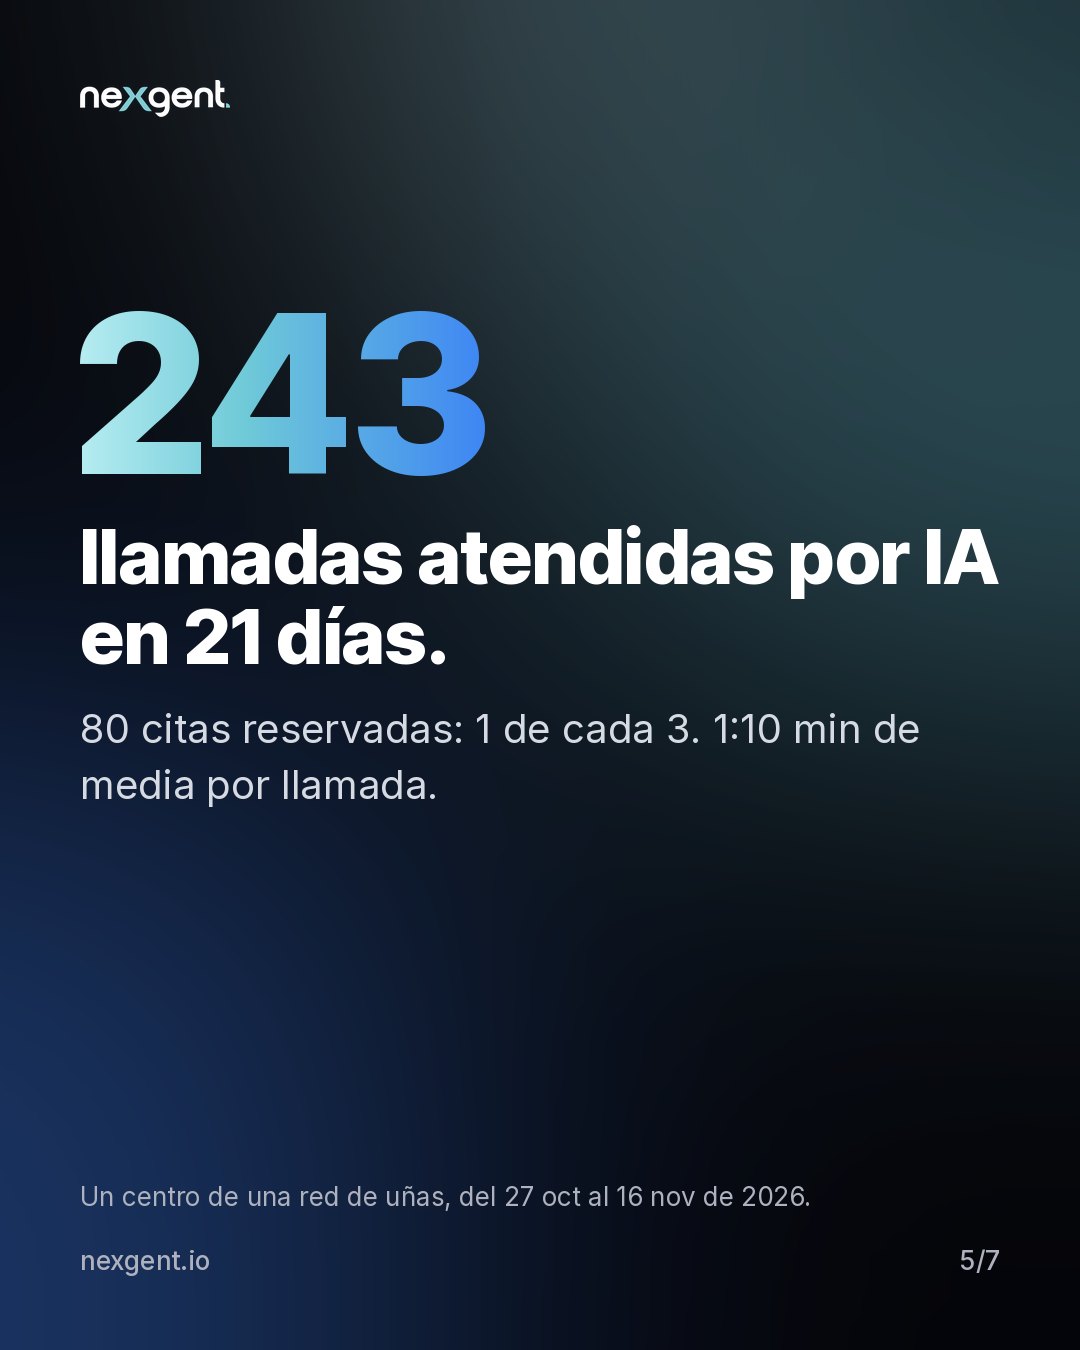 nexgent.
243
llamadas atendidas por IA
en 21 días.
80 citas reservadas: 1 de cada 3. 1:10 min de
media por llamada.
Un centro de una red de uñas, del 27 oct al 16 nov de 2026.
nexgent.io
5/7